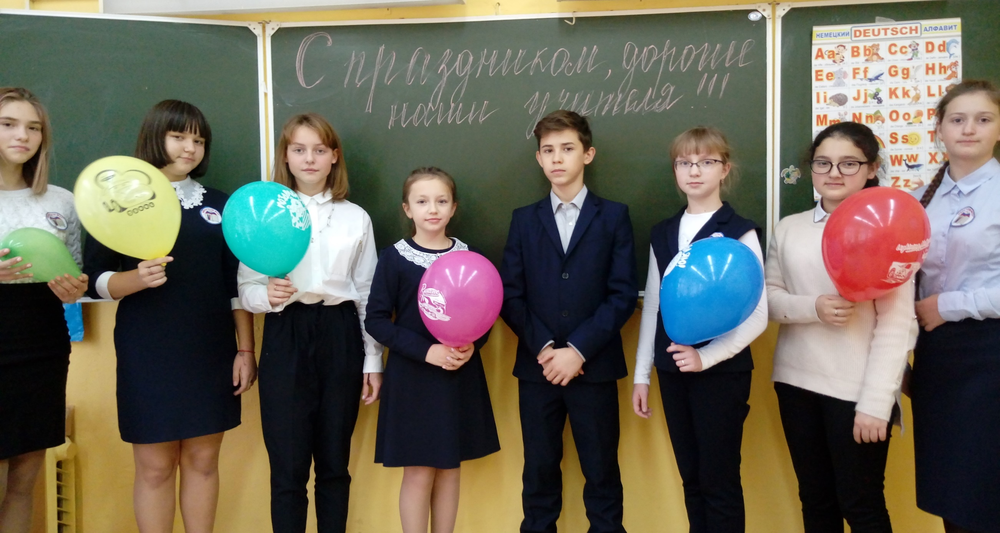 С праздником, дорогие
наши учителя!!!
НЕМЕЦКИЙ DEUTSCH АЛФАВИТ
Aa Bb Cc Dd
Ee Ff Gg Hh
Ii Jj Kk Ll
Mm Nn Oo P
Ss T
Ww Xx
Zz